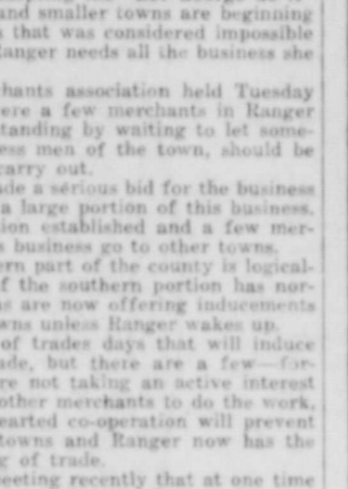 and smaller towns are beginning
that was considered impossible
Ranger needs all the business she
chants association held Tuesday
ere a few merchants in Ranger
standing by waiting to let some-
ess men of the town, should be
carry out.
ade a serious bid for the business
a large portion of this business.
ion established and a few mer-
s business go to other towns.
ern part of the county is logical-
f the southern portion has nor-
ns are now offering inducements
wns unless Ranger wakes up.
of trades days that will induce
ade, but there are a few—for-
re not taking an active interest
other merchants to do the work,
earted co-operation will prevent
towns and Ranger now has the
g of trade.
eeting recently that at one time